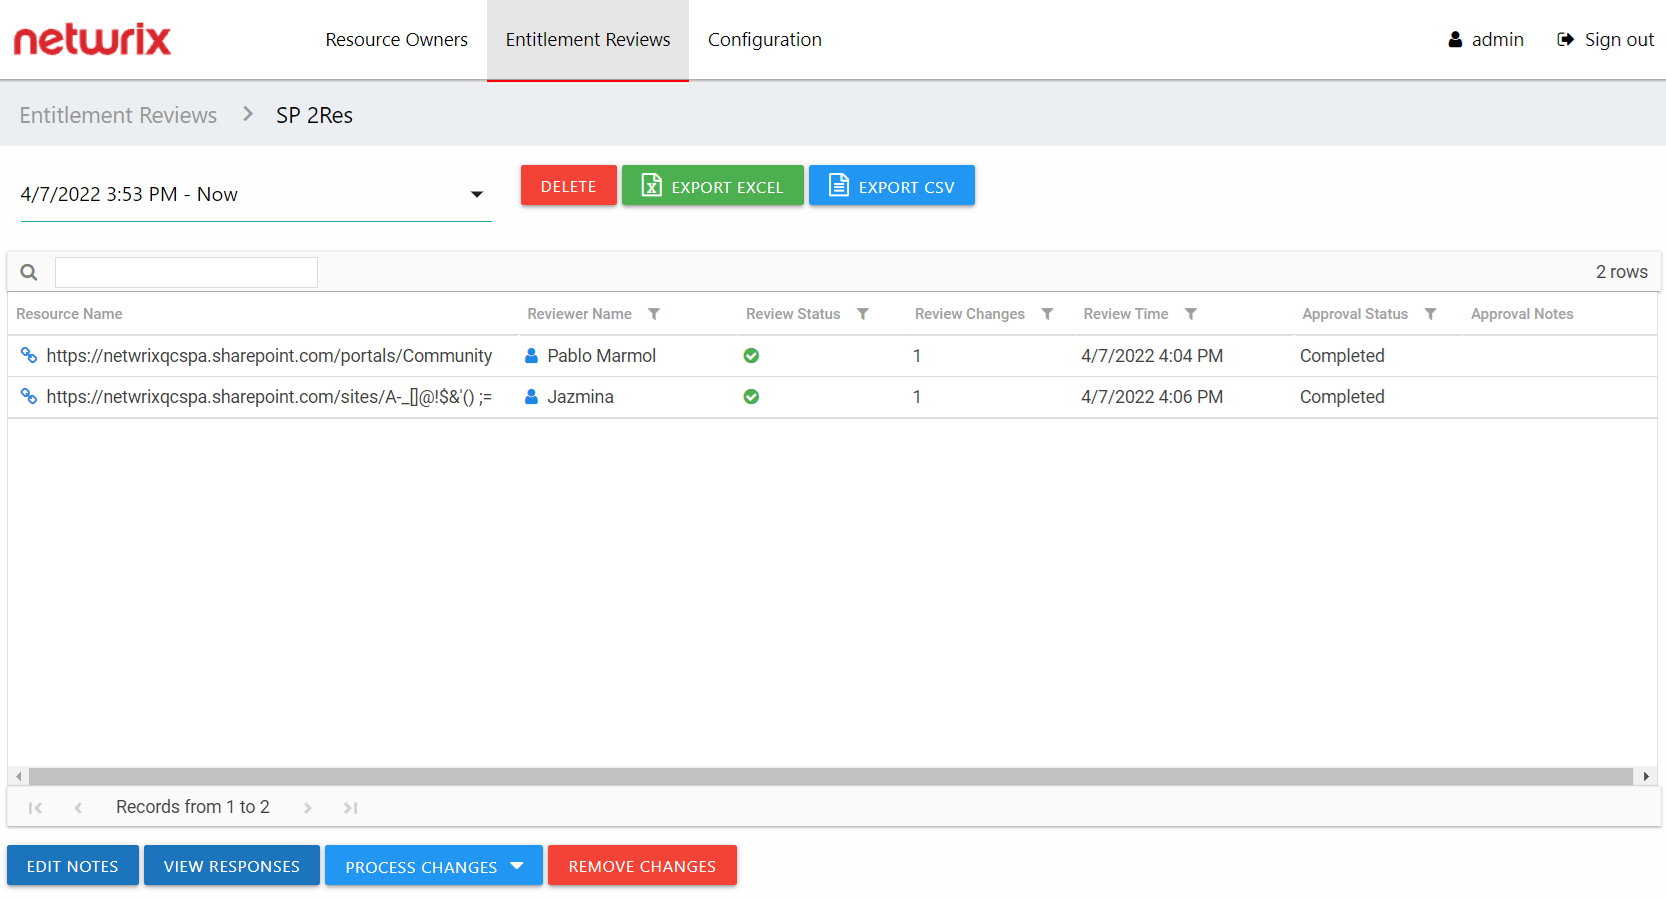 netwrix
Resource Owners Entitlement Reviews Configuration admin Sign out
Entitlement Reviews > SP 2Res
4/7/2022 3:53 PM - Now DELETE EXPORT EXCEL EXPORT CSV
2 rows
Resource Name Reviewer Name Review Status Review Changes Review Time Approval Status Approval Notes
https://netwrixqcspa.sharepoint.com/portals/Community Pablo Marmol 1 4/7/2022 4:04 PM Completed
https://netwrixqcspa.sharepoint.com/sites/A-_[]@!$&'() ;= Jazmina 1 4/7/2022 4:06 PM Completed
Records from 1 to 2
EDIT NOTES VIEW RESPONSES PROCESS CHANGES REMOVE CHANGES